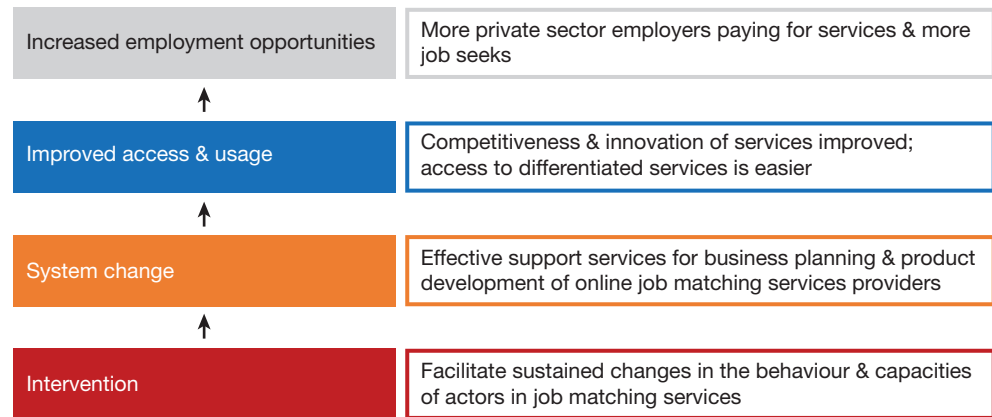 Increased employment opportunities
More private sector employers paying for services & more
job seeks
Improved access & usage
Competitiveness & innovation of services improved;
access to differentiated services is easier
System change
Effective support services for business planning & product
development of online job matching services providers
Intervention
Facilitate sustained changes in the behaviour & capacities
of actors in job matching services